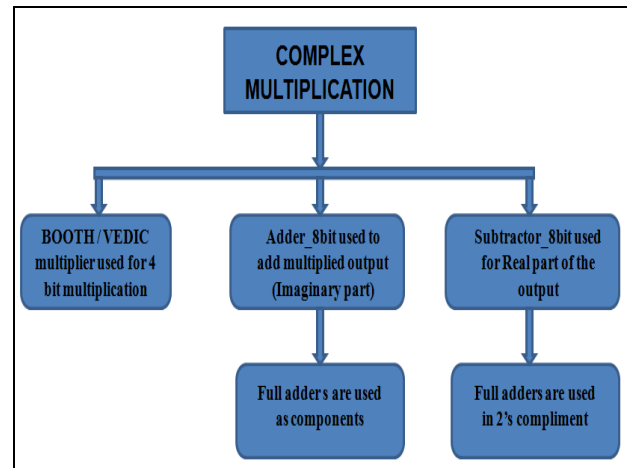 COMPLEX
MULTIPLICATION
BOOTH / VEDIC
multiplier used for 4
bit multiplication
Adder_8bit used to
add multiplied output
(Imaginary part)
Subtractor_8bit used
for Real part of the
output
Full adders are used
as components
Full adders are used
in 2's compliment